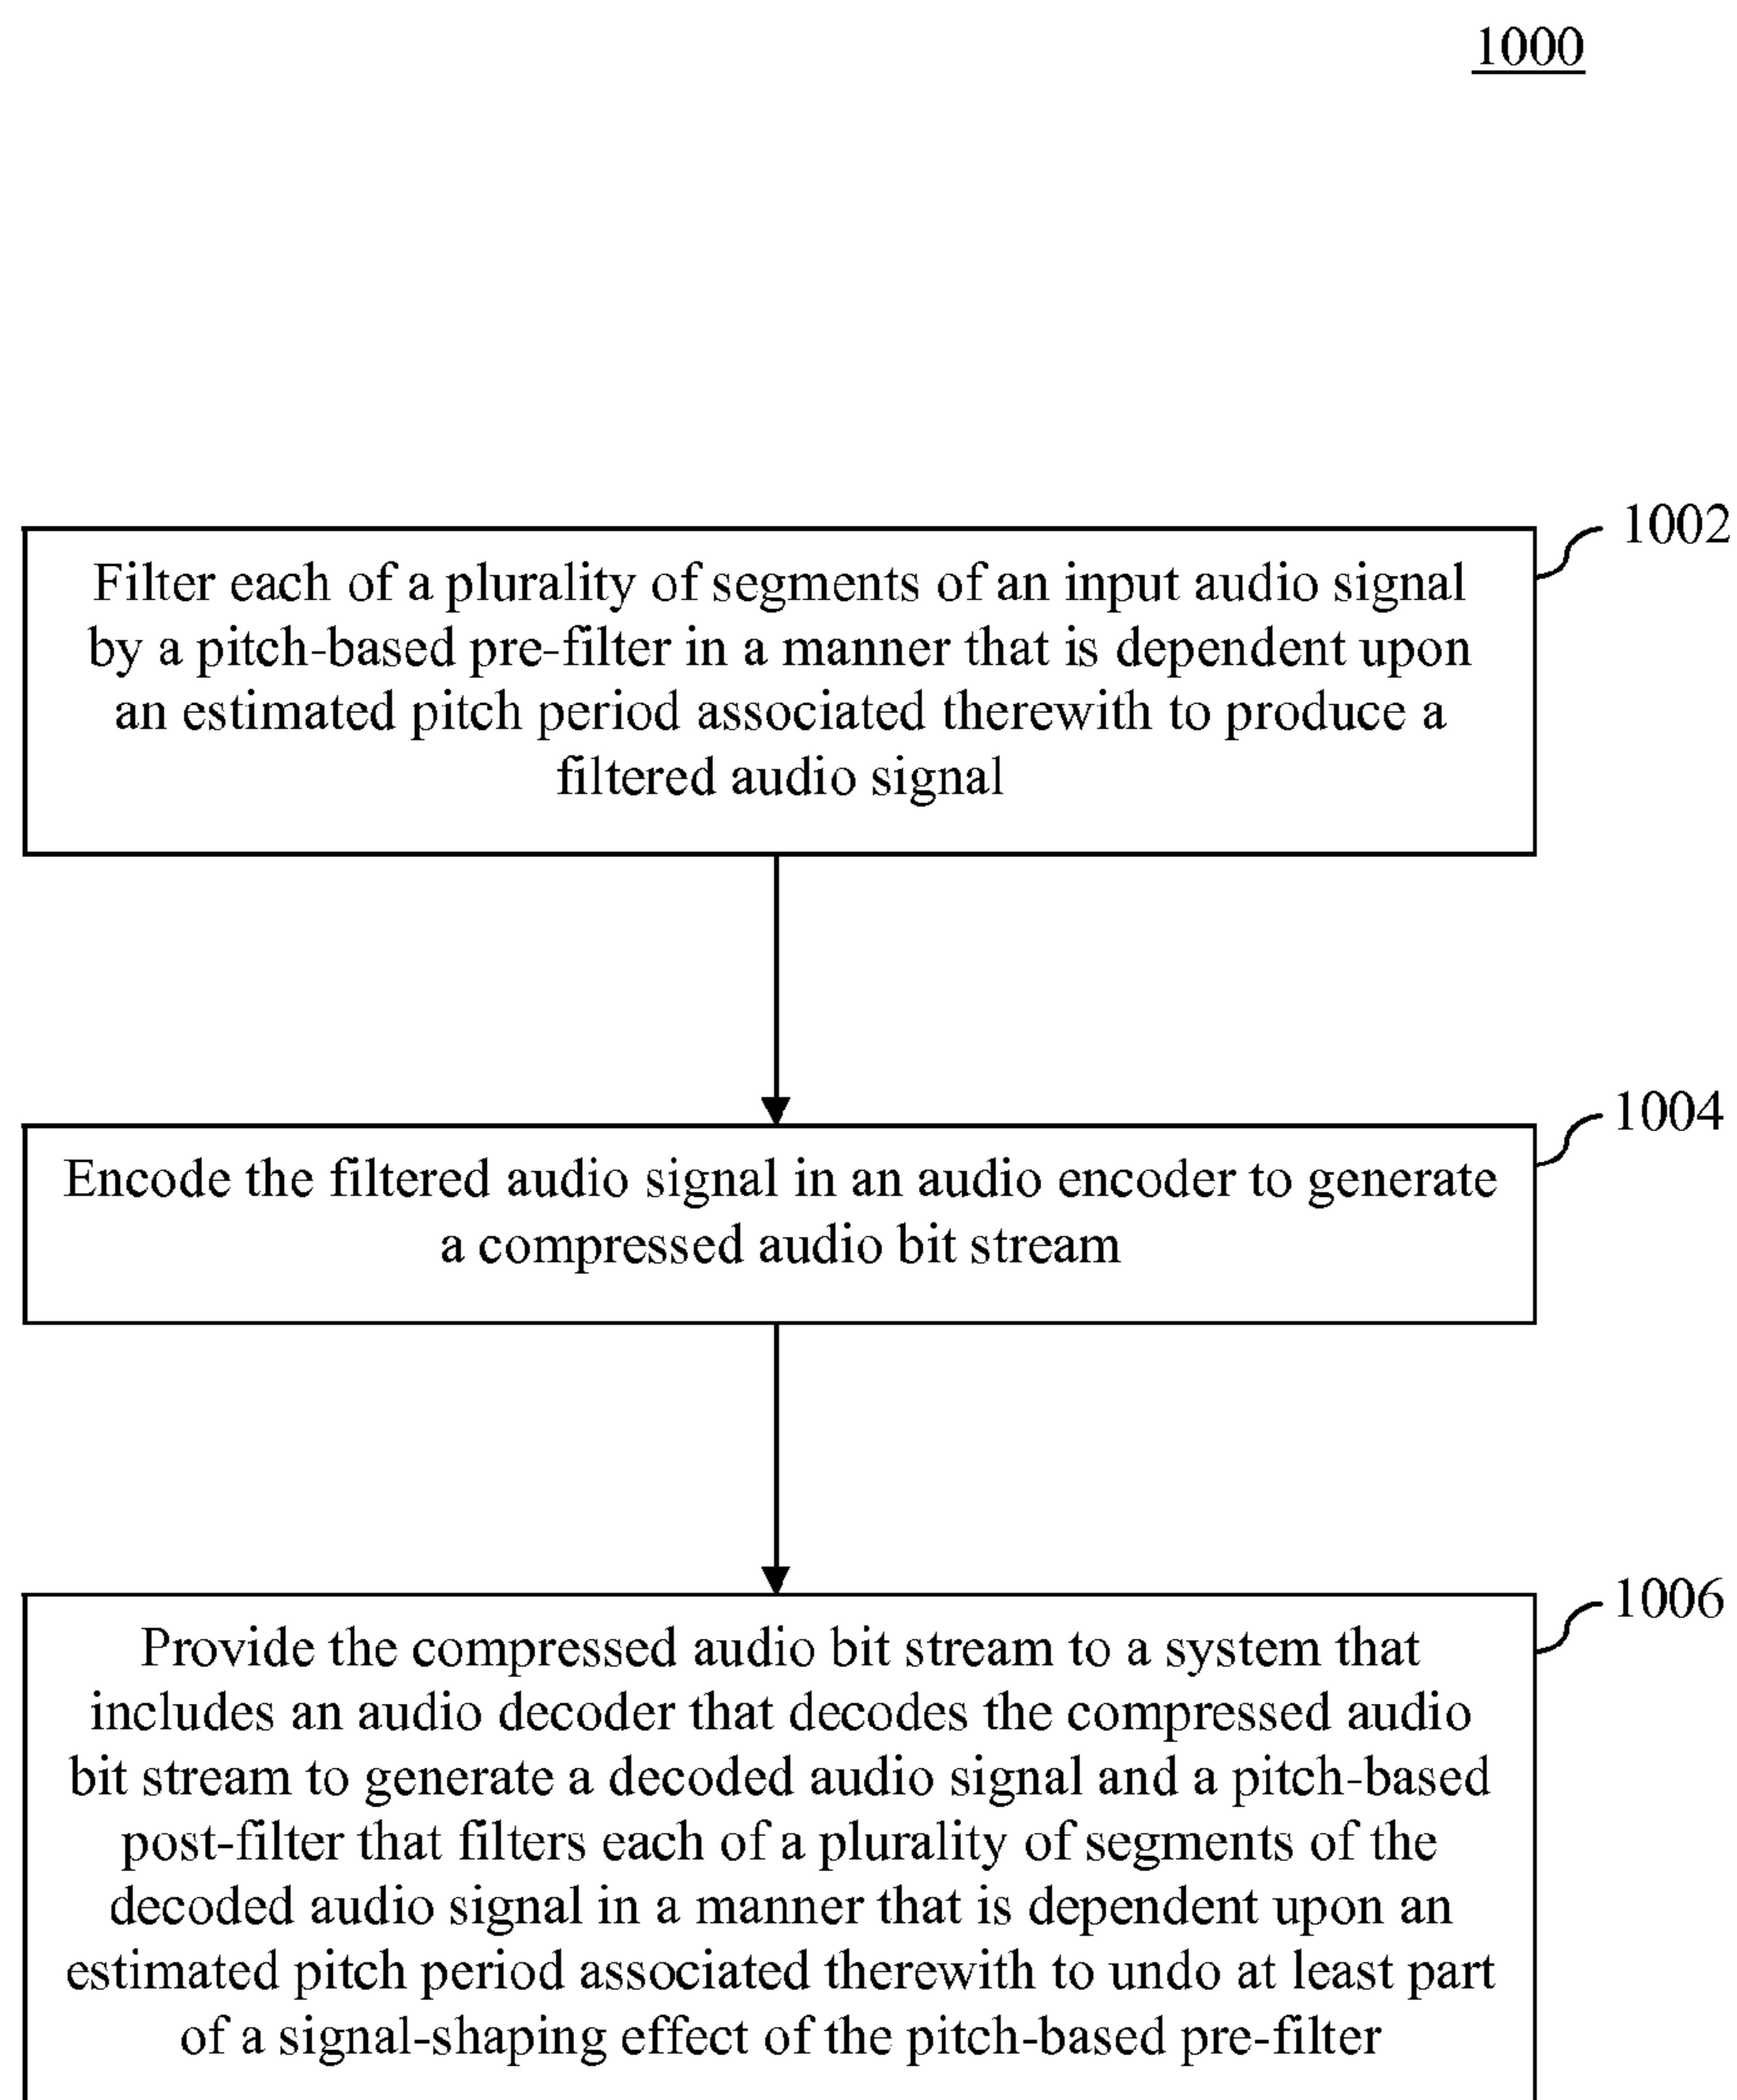 1000
1002
Filter each of a plurality of segments of an input audio signal
by a pitch-based pre-filter in a manner that is dependent upon
an estimated pitch period associated therewith to produce a
filtered audio signal
1004
Encode the filtered audio signal in an audio encoder to generate
a compressed audio bit stream
1006
Provide the compressed audio bit stream to a system that
includes an audio decoder that decodes the compressed audio
bit stream to generate a decoded audio signal and a pitch-based
post-filter that filters each of a plurality of segments of the
decoded audio signal in a manner that is dependent upon an
estimated pitch period associated therewith to undo at least part
of a signal-shaping effect of the pitch-based pre-filter